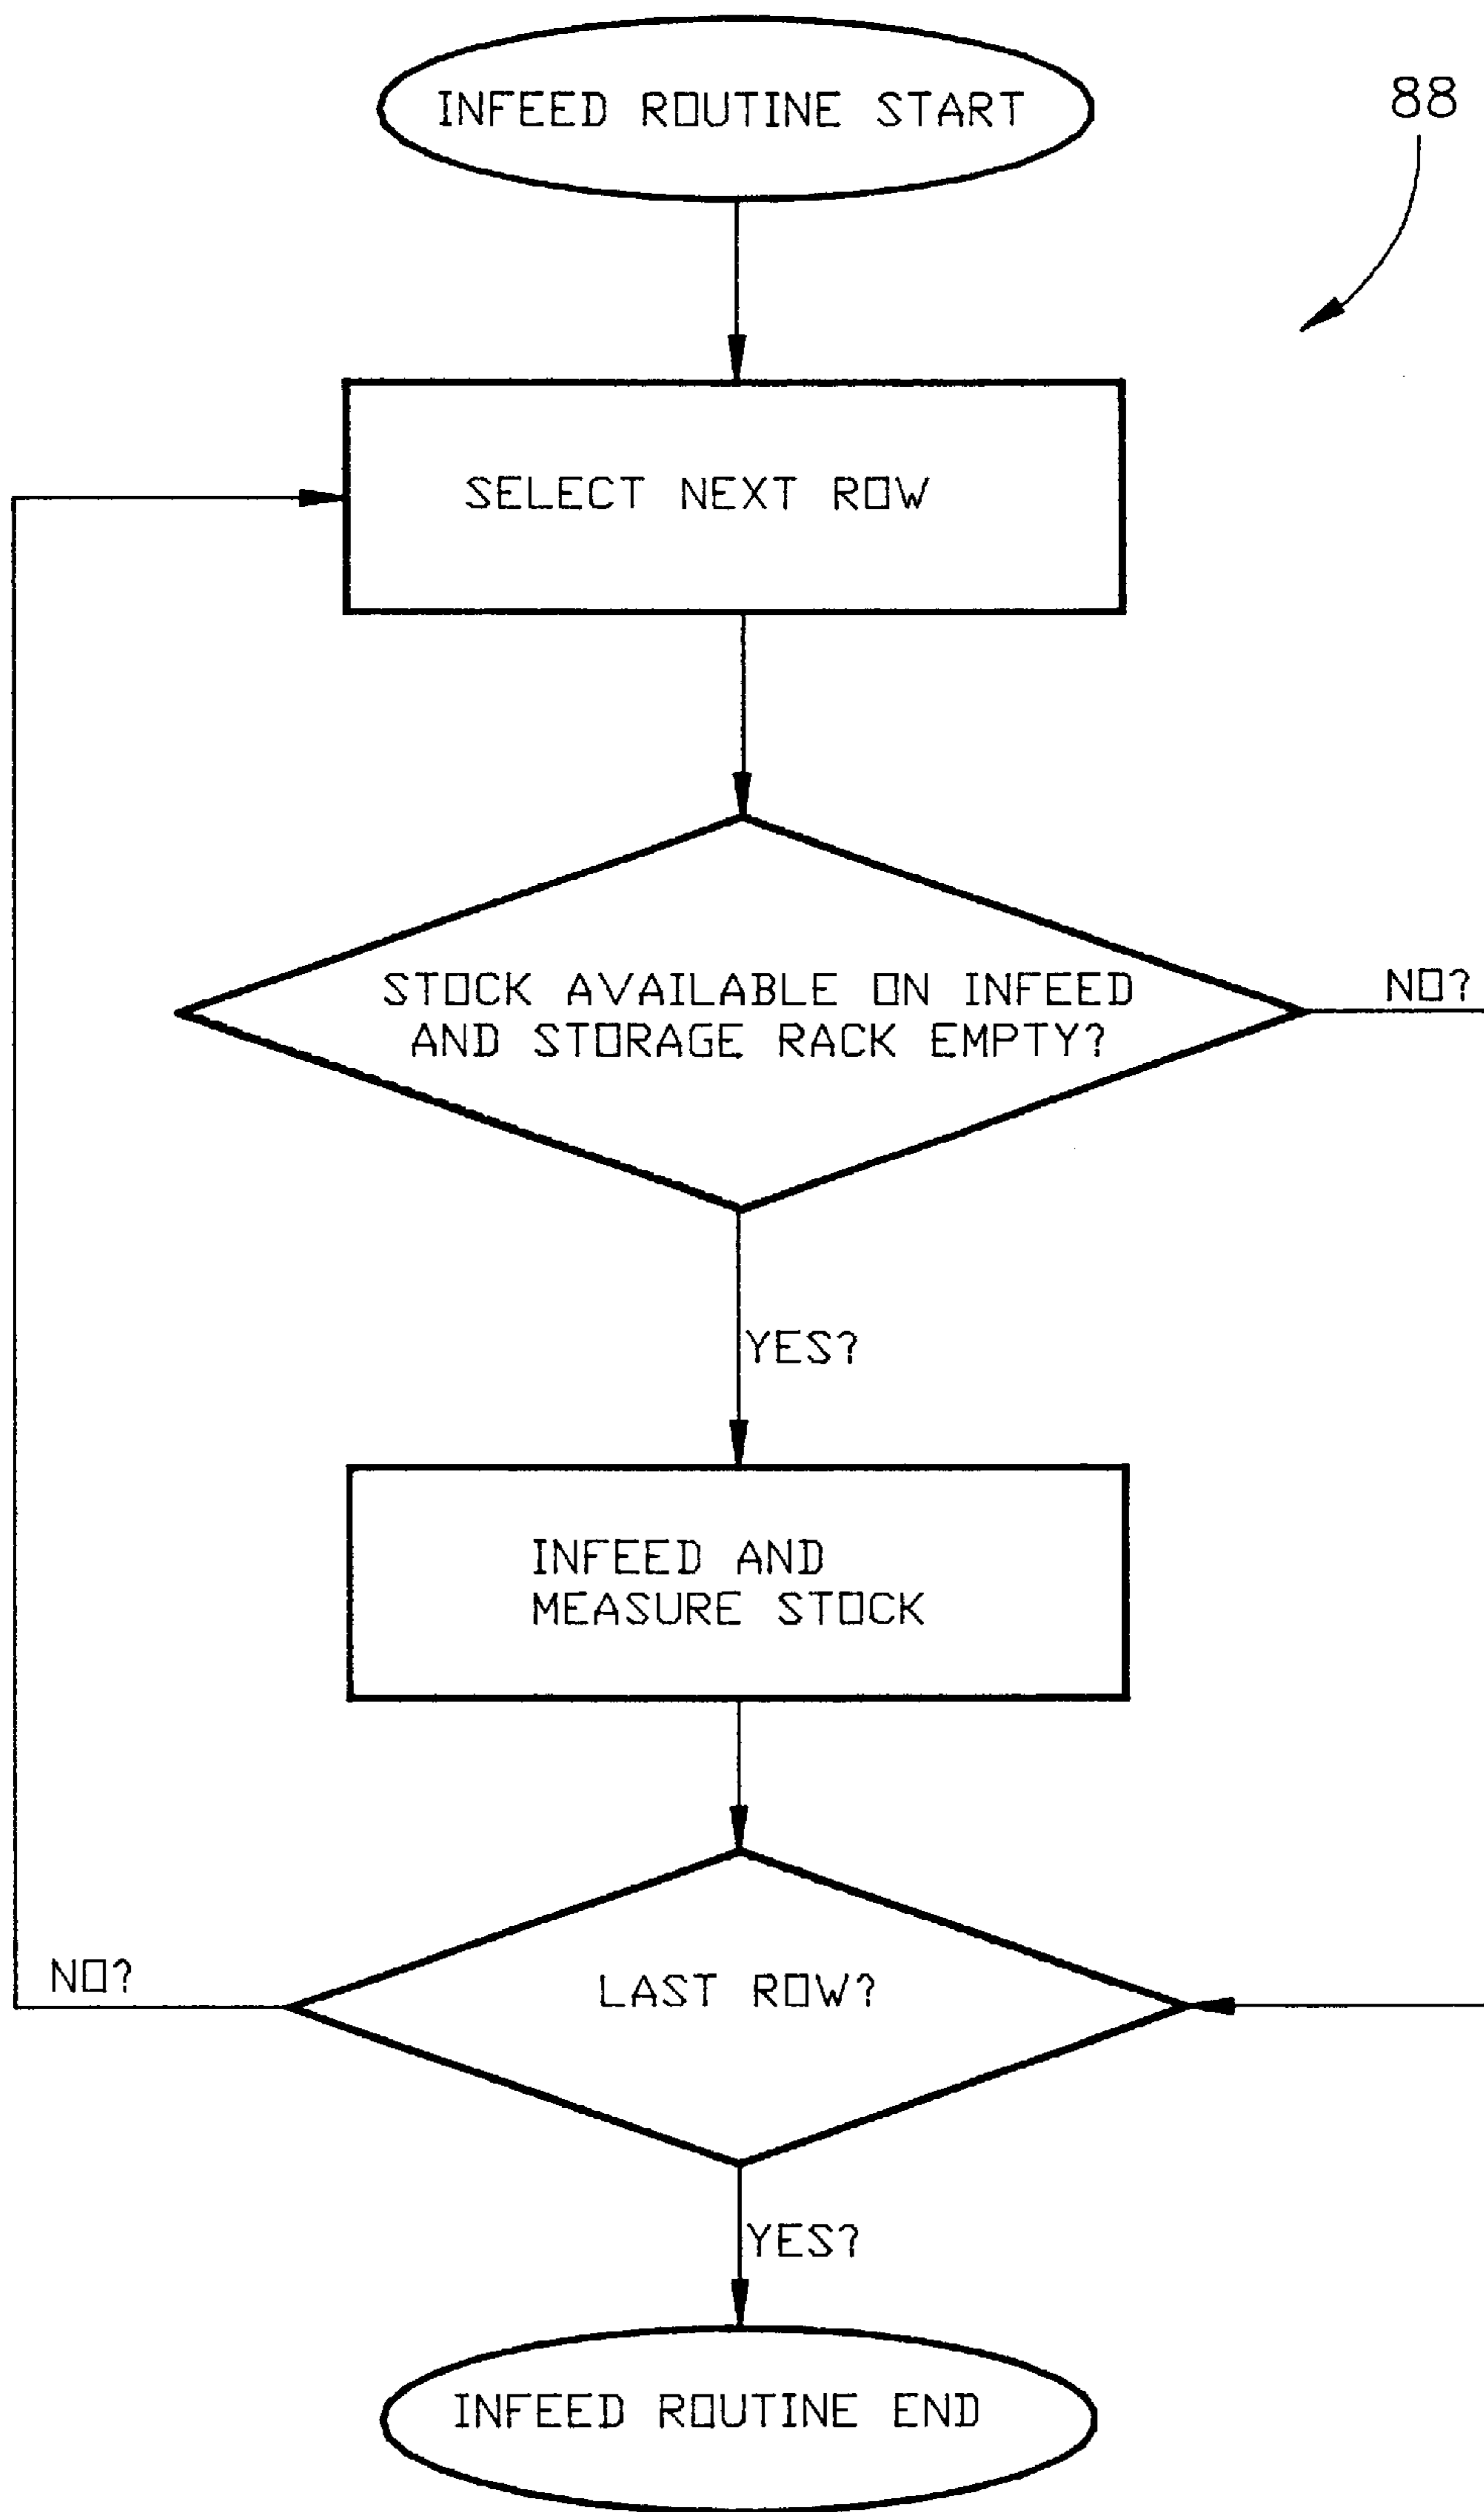 INFEED ROUTINE START
88
SELECT NEXT ROW
STOCK AVAILABLE ON INFEED
AND STORAGE RACK EMPTY?
NO?
YES?
INFEED AND
MEASURE STOCK
NO?
LAST ROW?
YES?
INFEED ROUTINE END